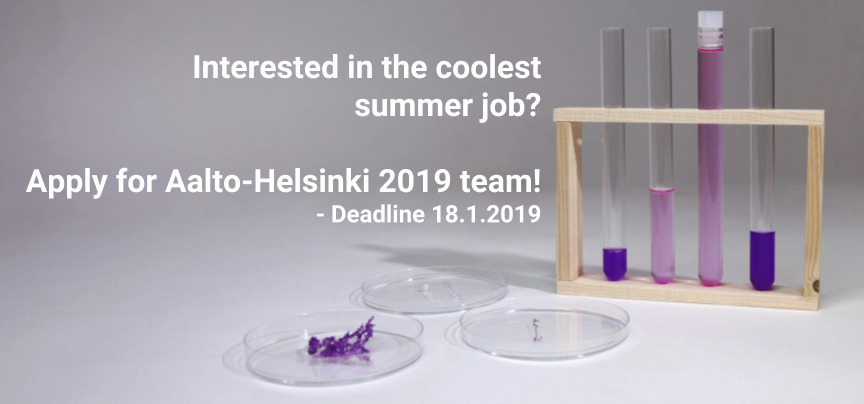 Interested in the coolest
summer job?
Apply for Aalto-Helsinki 2019 team!
- Deadline 18.1.2019